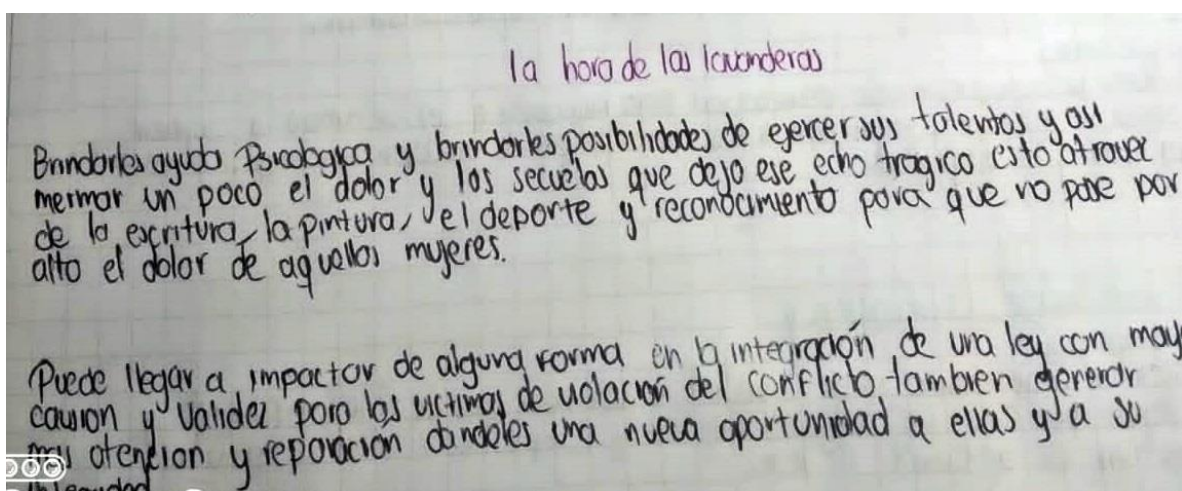 la hora de las lavanderas
Brindarles ayuda Psicologica y brindarles posibilidades de ejercer sus talentos y asi
mermar un poco el dolor y las secuelas que dejo ese echo tragico esto atravez
de la escritura, la pintura, el deporte y reconocimiento para que no pase por
alto el dolor de aquellas mujeres.
Puede llegar a impactar de alguna forma en la integración de una ley con may
y validez para las victimas de violación del conflicto tambien generar
mas atencion y reparacion dandoles una nueva oportunidad a ellas y a su